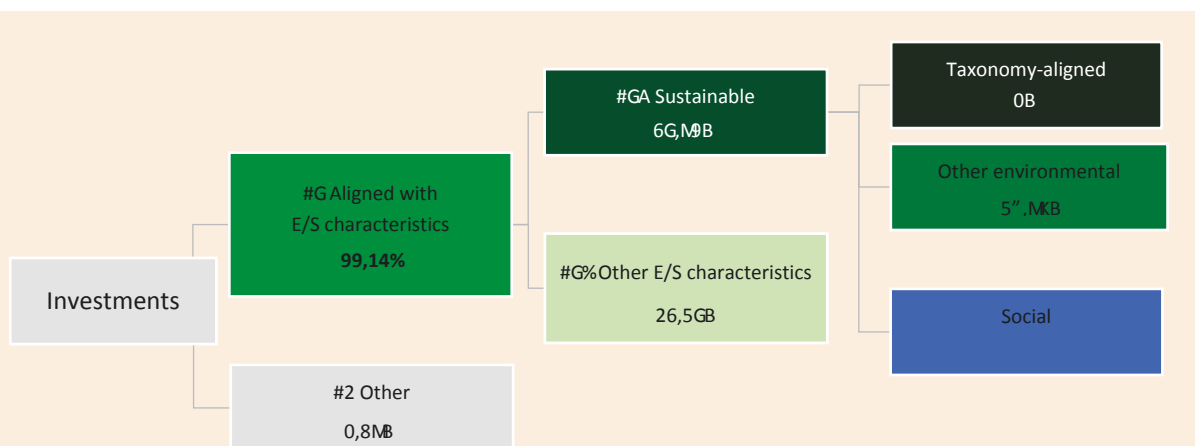 Investments
#G Aligned with
E/S characteristics
99,14%
#2 Other
0,8MB
#GA Sustainable
6G,M9B
#G% Other E/S characteristics
26,5GB
Taxonomy-aligned
0B
Other environmental
5″,MKB
Social